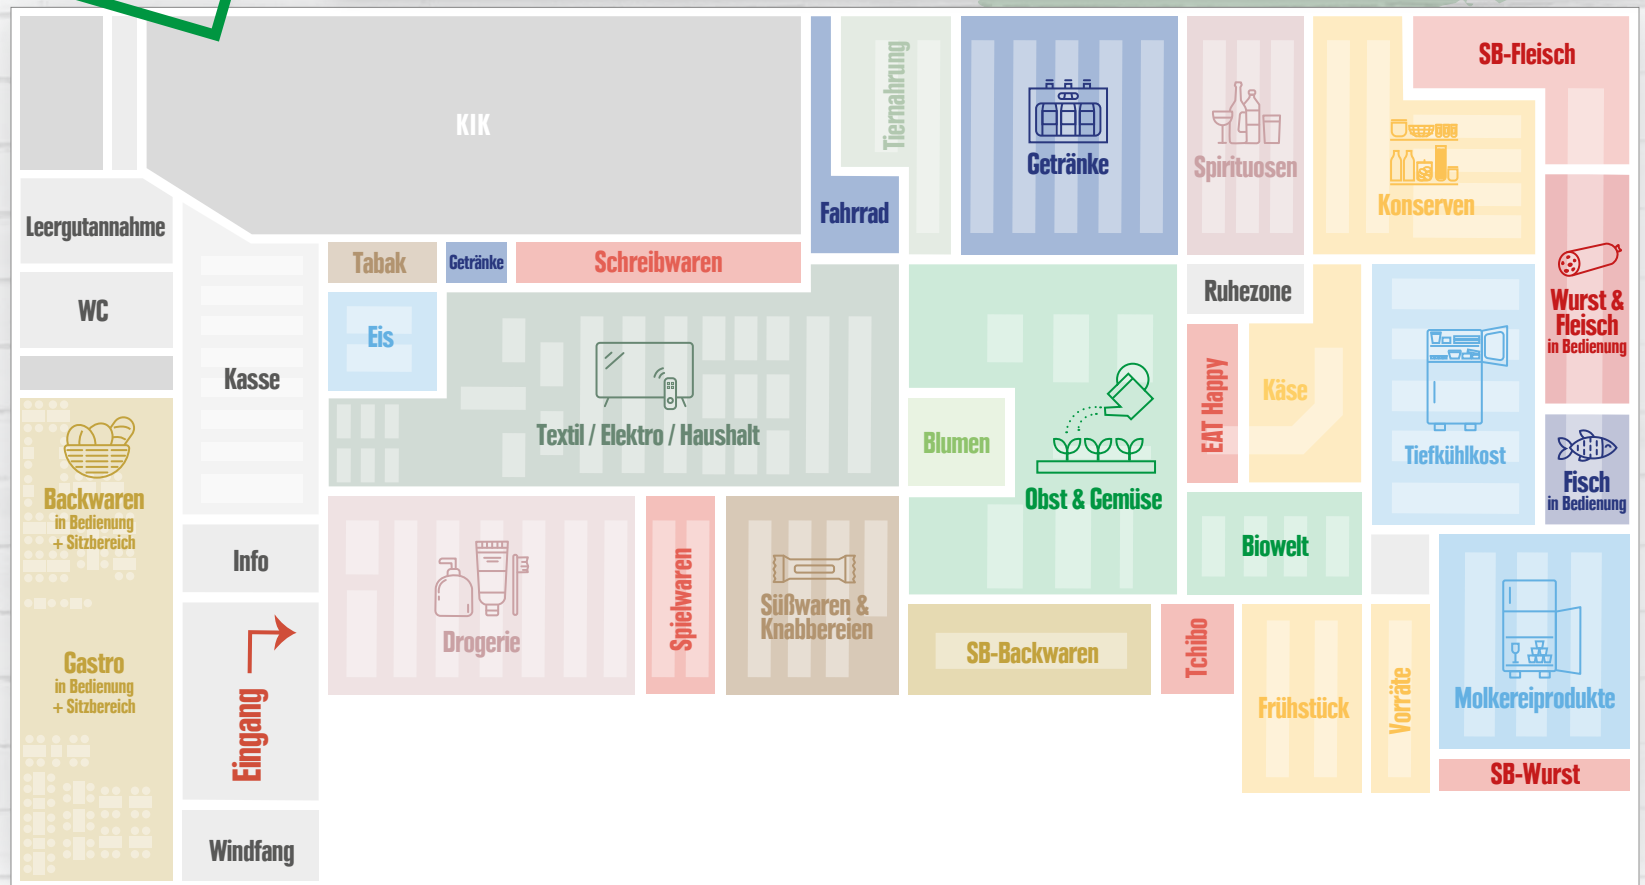 KIK
Leergutannahme
WC
Kasse
Backwaren
in Bedienung
+ Sitzbereich
Info
Gastro
in Bedienung
+ Sitzbereich
Eingang
Windfang
Tabak
Getränke
Schreibwaren
Eis
Textil / Elektro / Haushalt
Drogerie
Spielwaren
Süßwaren &
Knabbereien
Fahrrad
Tiernahrung
Getränke
Spirituosen
Konserven
SB-Fleisch
Blumen
Obst & Gemüse
Ruhezone
EAT Happy
Käse
Tiefkühlkost
Wurst &
Fleisch
in Bedienung
Fisch
in Bedienung
Biowelt
SB-Backwaren
Tchibo
Frühstück
Vorräte
Molkereiprodukte
SB-Wurst